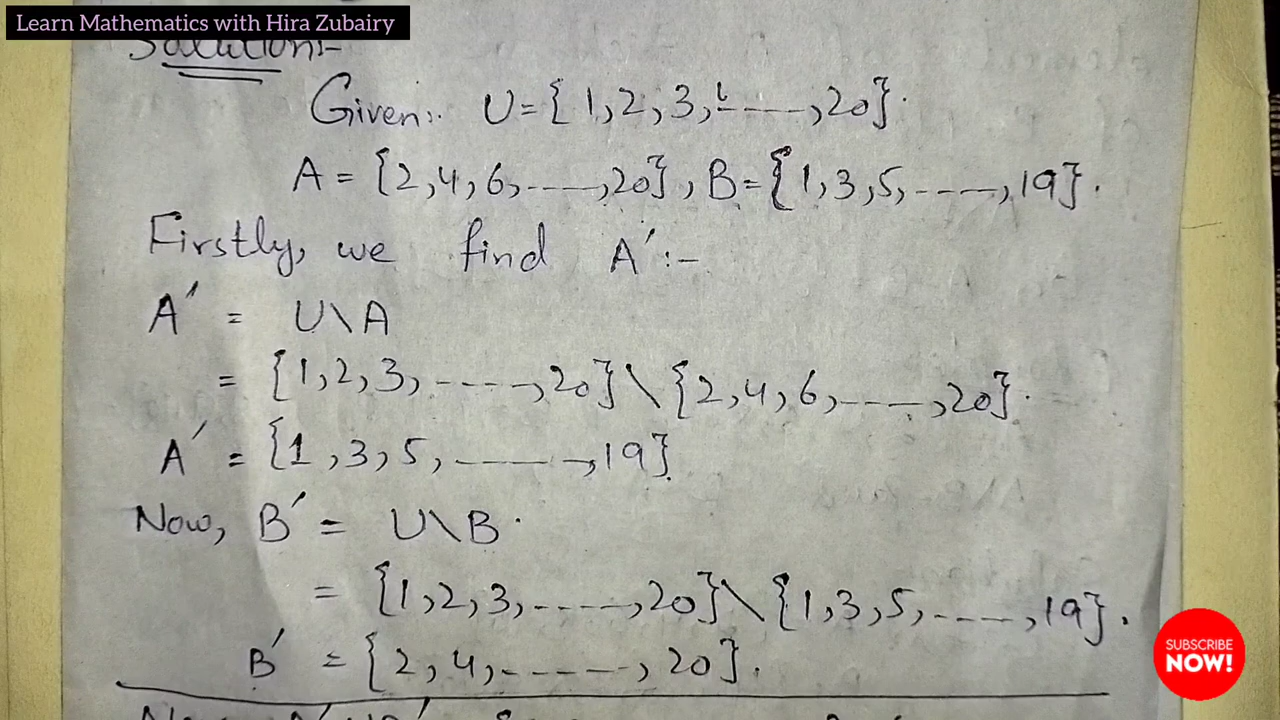 Learn Mathematics with Hira Zubairy
Solution:-
Given:. U={1,2,3,4.....,20}.
A = {2,4,6,.....,20}, B={1,3,5,.....,19}.
Firstly, we find A′:-
A′ = U\A
= {1,2,3,.....,20}\{2,4,6,.....,20}.
A′ = {1,3,5,.....,19}
Now, B′ = U\B.
= {1,2,3,.....,20}\{1,3,5,.....,19}.
B′ = {2,4,.....,20}.
SUBSCRIBE
NOW!